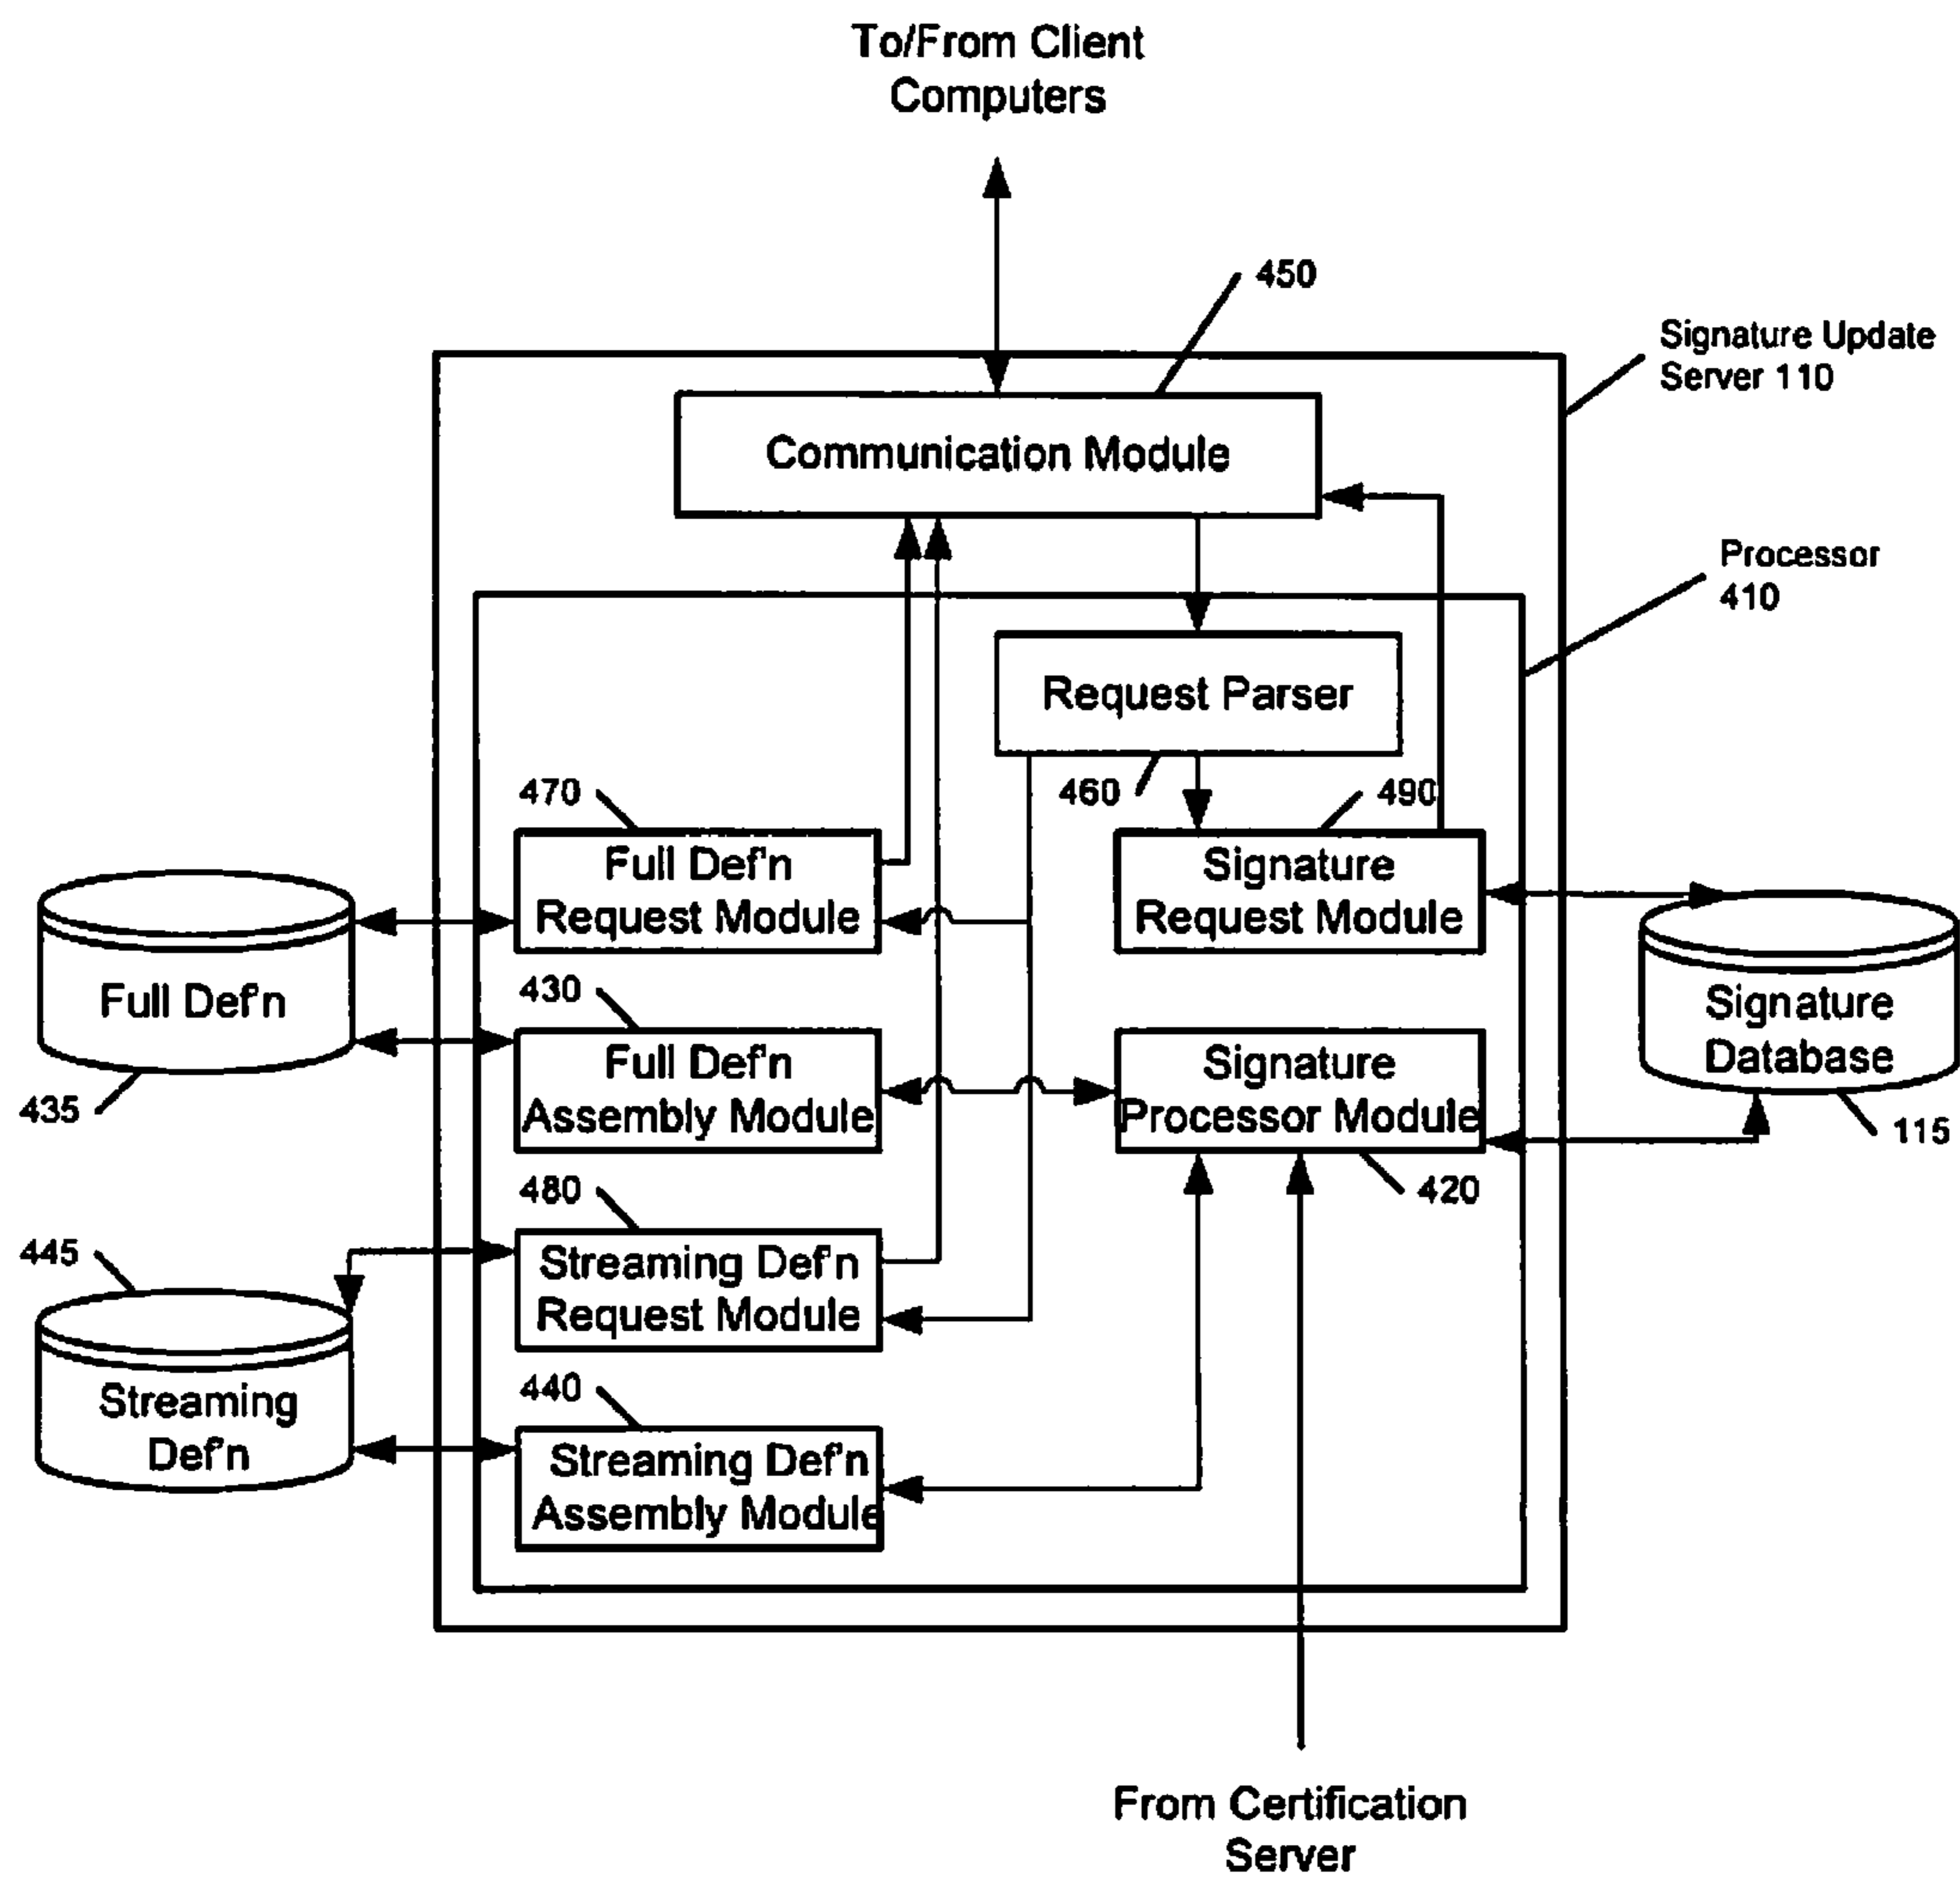 To/From Client
Computers
450
Signature Update
Server 110
Communication Module
Processor
410
Request Parser
470
460
490
Full Def'n
Request Module
Signature
Request Module
Full Def'n
430
Signature
Database
Full Def'n
Assembly Module
Signature
Processor Module
435
115
480
420
445
Streaming Def'n
Request Module
440
Streaming
Def'n
Streaming Def'n
Assembly Module
From Certification
Server